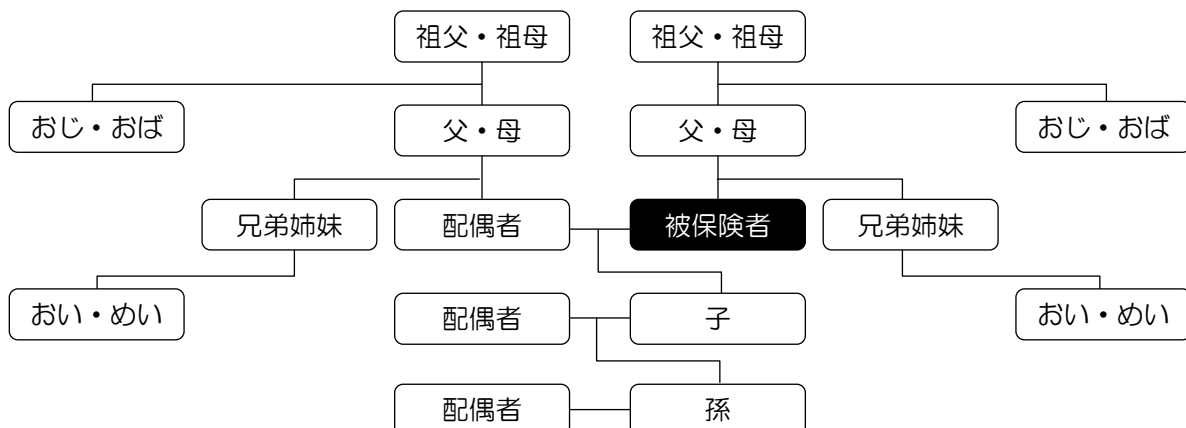 祖父・祖母
祖父・祖母
おじ・おば
父・母
父・母
おじ・おば
兄弟姉妹
配偶者
被保険者
兄弟姉妹
おい・めい
配偶者
子
おい・めい
配偶者
孫